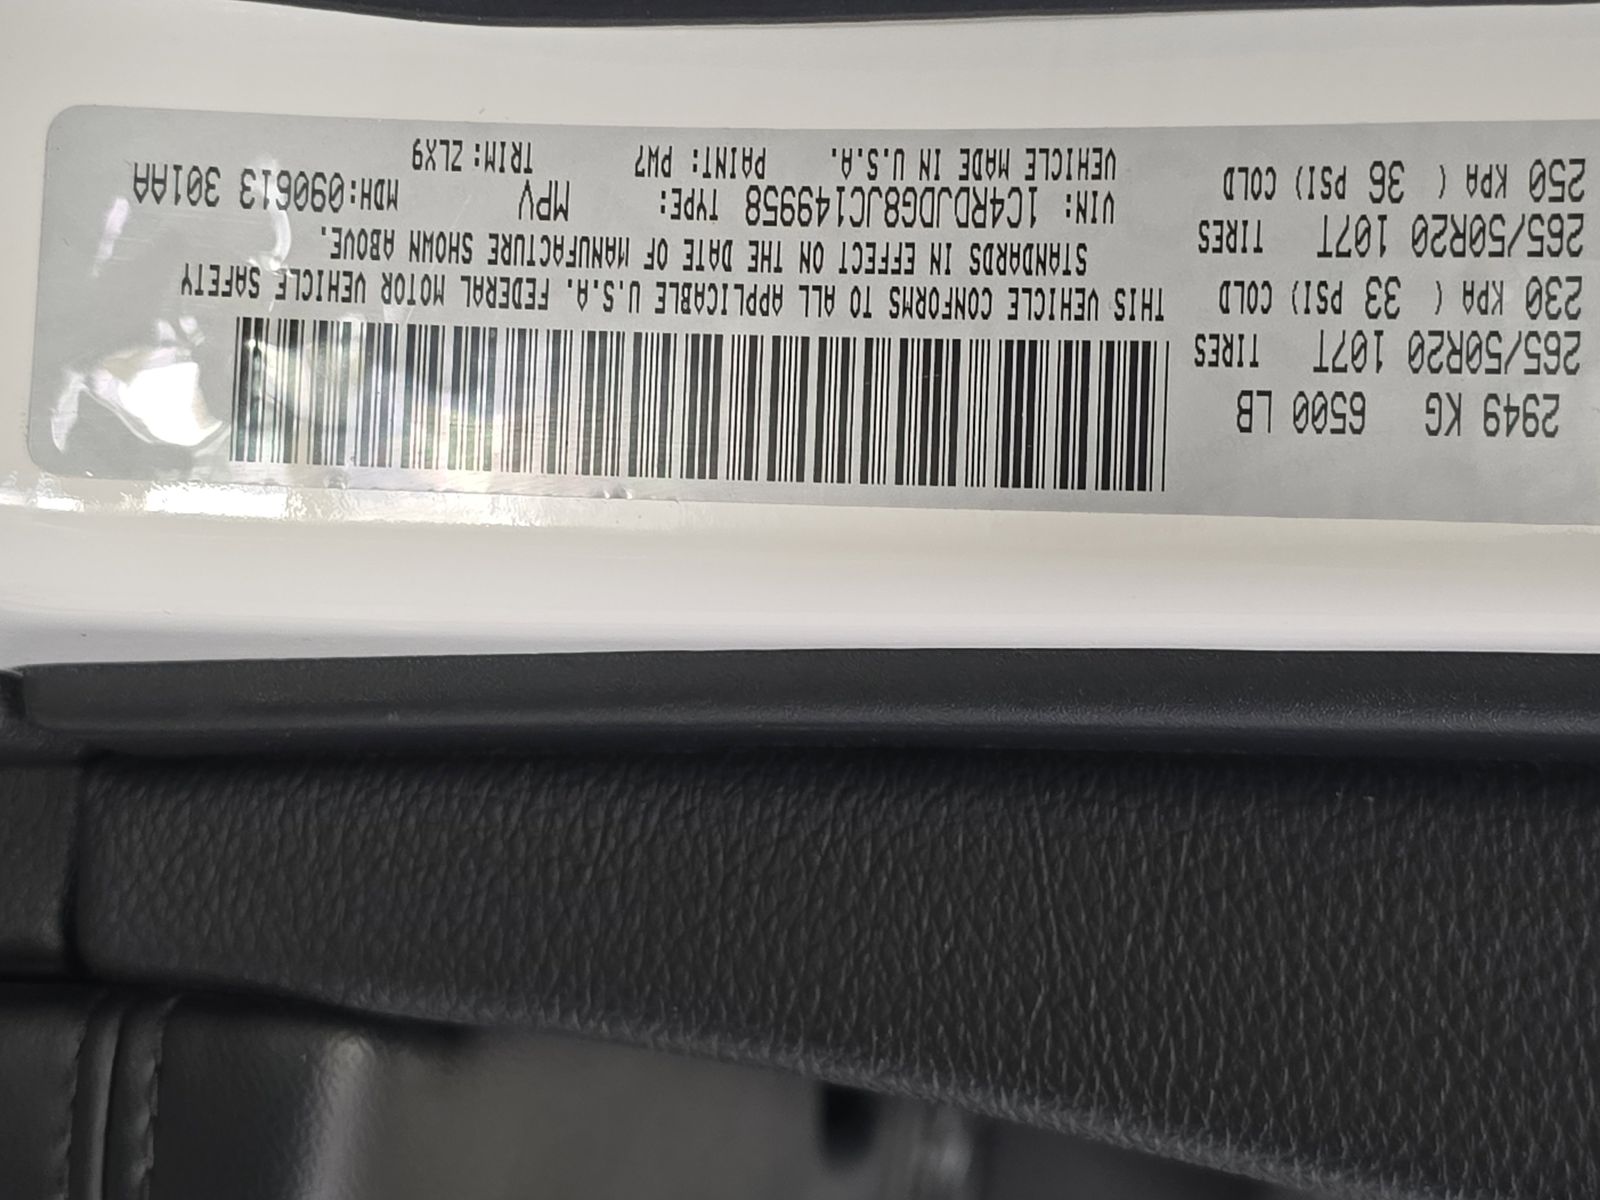 2949 KG 6500 LB
265/50R20 107T TIRES
230 KPA ( 33 PSI) COLD
265/50R20 107T TIRES
250 KPA ( 36 PSI) COLD
THIS VEHICLE CONFORMS TO ALL APPLICABLE U.S.A. FEDERAL MOTOR VEHICLE SAFETY
STANDARDS IN EFFECT ON THE DATE OF MANUFACTURE SHOWN ABOVE.
VIN: 1C4RDJDG8JC149958 TYPE: MPV MDH:090613 301AA
VEHICLE MADE IN U.S.A. PAINT: PW7 TRIM: ZLX9